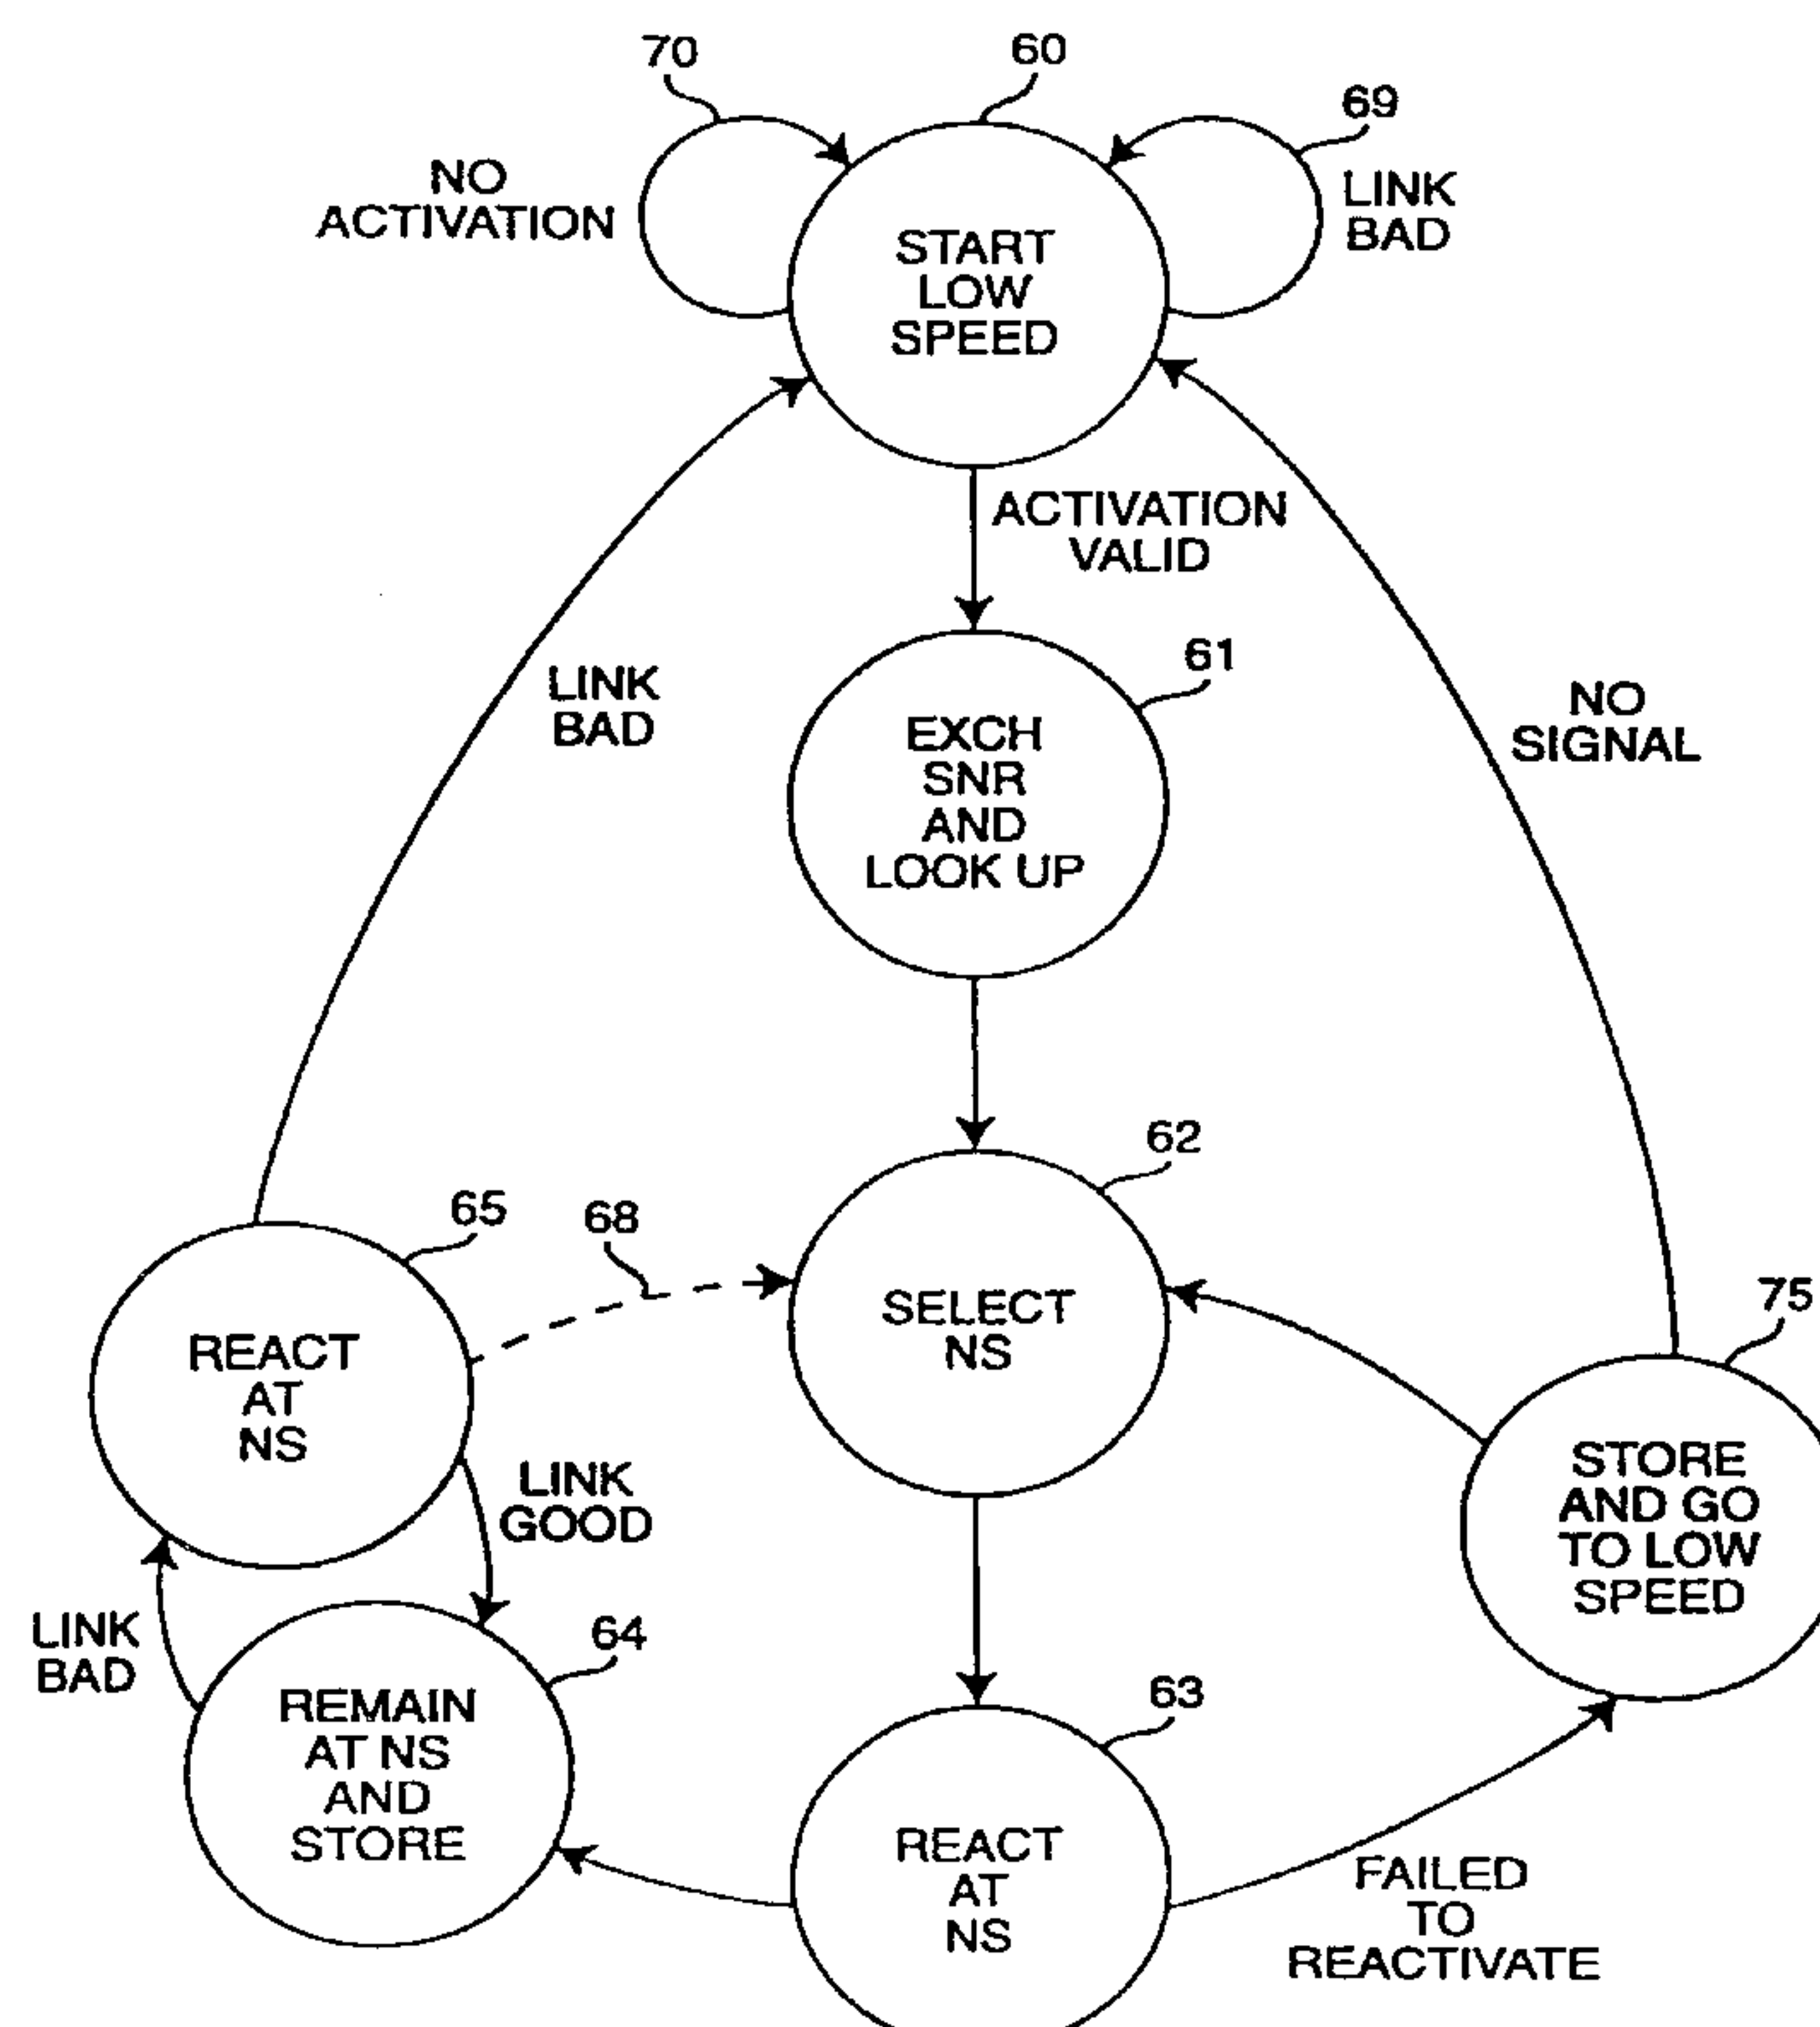 70
60
69
NO
ACTIVATION
LINK
BAD
START
LOW
SPEED
ACTIVATION
VALID
61
LINK
BAD
NO
SIGNAL
EXCH
SNR
AND
LOOK UP
62
65
68
75
SELECT
NS
REACT
AT
NS
LINK
GOOD
STORE
AND GO
TO LOW
SPEED
LINK
BAD
64
63
REMAIN
AT NS
AND
STORE
REACT
AT
NS
FAILED
TO
REACTIVATE